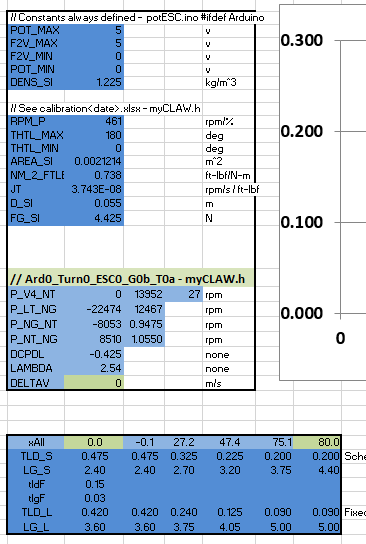 // Constants always defined - potESC.ino #ifdef Arduino
POT_MAX 5 v
F2V_MAX 5 v
F2V_MIN 0 v
POT_MIN 0 v
DENS_SI 1.225 kg/m^3
// See calibration<date>.xlsx - myCLAW.h
RPM_P 461 rpm/%
THTL_MAX 180 deg
THTL_MIN 0 deg
AREA_SI 0.0021214 m^2
NM_2_FTLE 0.738 ft-lbf/N-m
JT 3.743E-08 rpm/s / ft-lbf
D_SI 0.055 m
FG_SI 4.425 N
// Ard0_Turn0_ESC0_G0b_T0a - myCLAW.h
P_V4_NT 0 13952 27 rpm
P_LT_NG -22474 12467 rpm
P_NG_NT -8053 0.9475 rpm
P_NT_NG 8510 1.0550 rpm
DCPDL -0.425 none
LAMBDA 2.54 none
DELTAV 0 m/s
0.300
0.200
0.100
0.000
0
xAll 0.0 -0.1 27.2 47.4 75.1 80.0
TLD_S 0.475 0.475 0.325 0.225 0.200 0.200 Sche
LG_S 2.40 2.40 2.70 3.20 3.75 4.40
tldF 0.15
tlgF 0.03
TLD_L 0.420 0.420 0.240 0.125 0.090 0.090 Fixed
LG_L 3.60 3.60 3.75 4.05 5.00 5.00